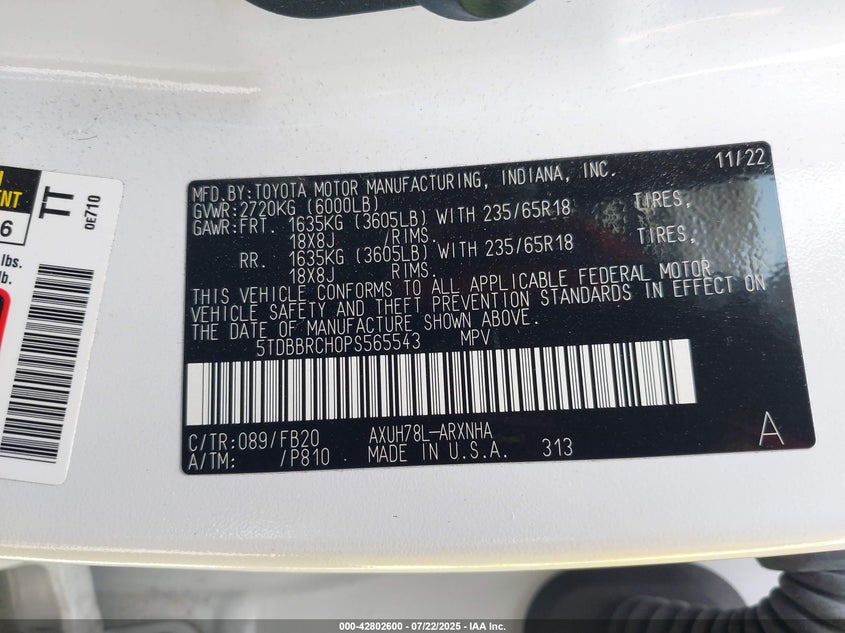 11/22
MFD.BY:TOYOTA MOTOR MANUFACTURING, INDIANA, INC.
GVWR:2720KG (6000LB)
GAWR:FRT. 1635KG (3605LB) WITH 235/65R18 TIRES,
18X8J /RIMS.
RR. 1635KG (3605LB) WITH 235/65R18 TIRES,
18X8J RIMS.
THIS VEHICLE CONFORMS TO ALL APPLICABLE FEDERAL MOTOR
VEHICLE SAFETY AND THEFT PREVENTION STANDARDS IN EFFECT ON
THE DATE OF MANUFACTURE SHOWN ABOVE.
5TDBBRCH0PS565543 MPV
C/TR:089/FB20 AXUH78L-ARXNHA
A/TM: /P810 MADE IN U.S.A. 313
A
TT
0E710
6
lbs.
lb.
000-42802600 - 07/22/2025 - IAA Inc.